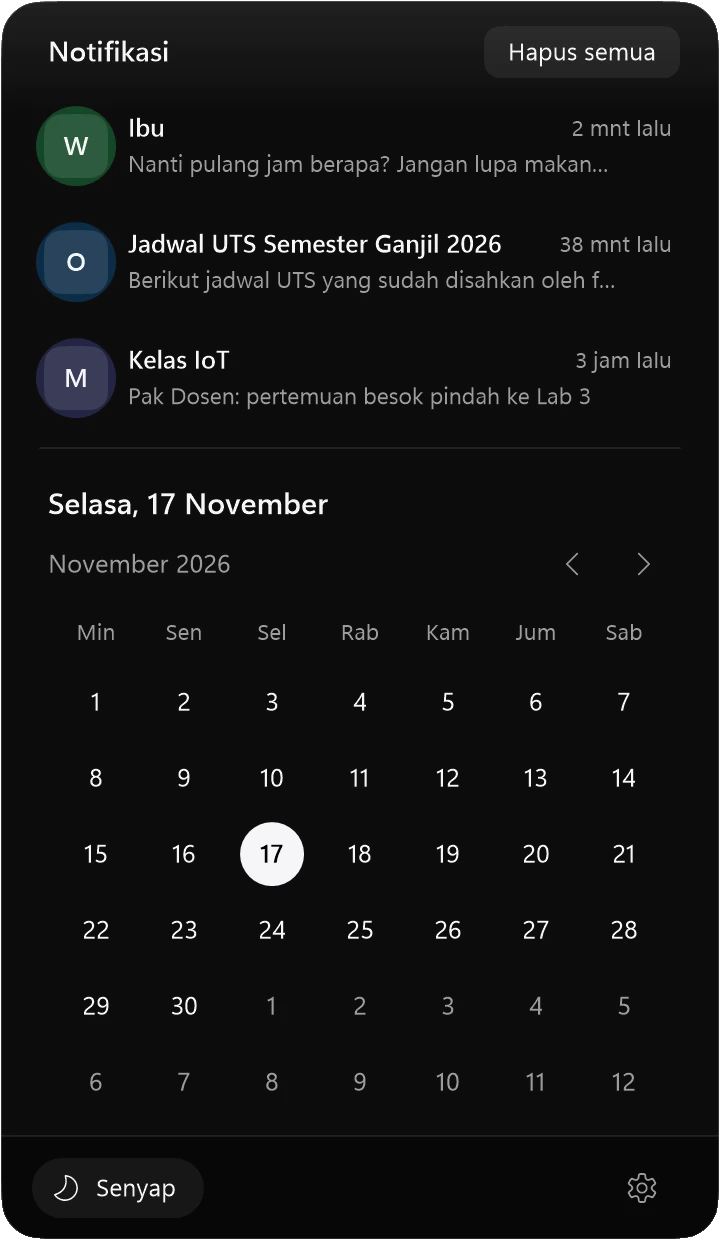 Notifikasi
Hapus semua
W
Ibu
2 mnt lalu
Nanti pulang jam berapa? Jangan lupa makan...
O
Jadwal UTS Semester Ganjil 2026
38 mnt lalu
Berikut jadwal UTS yang sudah disahkan oleh f...
M
Kelas IoT
3 jam lalu
Pak Dosen: pertemuan besok pindah ke Lab 3
Selasa, 17 November
November 2026
Min Sen Sel Rab Kam Jum Sab
1 2 3 4 5 6 7
8 9 10 11 12 13 14
15 16 17 18 19 20 21
22 23 24 25 26 27 28
29 30 1 2 3 4 5
6 7 8 9 10 11 12
Senyap